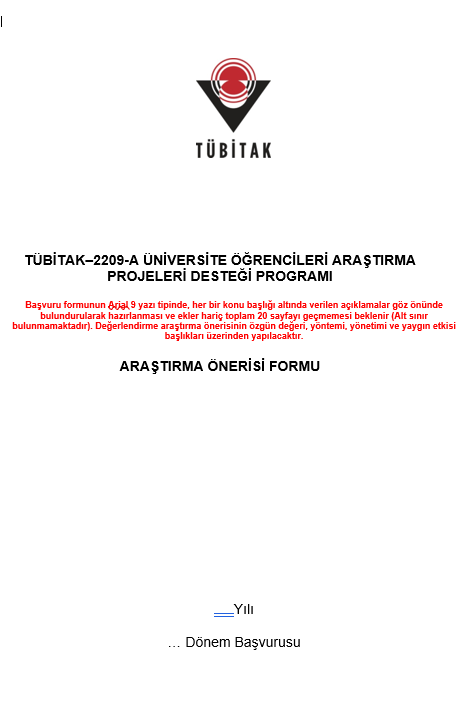 TÜBİTAK
TÜBİTAK–2209-A ÜNİVERSİTE ÖĞRENCİLERİ ARAŞTIRMA
PROJELERİ DESTEĞİ PROGRAMI
Başvuru formunun Arial 9 yazı tipinde, her bir konu başlığı altında verilen açıklamalar göz önünde
bulundurularak hazırlanması ve ekler hariç toplam 20 sayfayı geçmemesi beklenir (Alt sınır
bulunmamaktadır). Değerlendirme araştırma önerisinin özgün değeri, yöntemi, yönetimi ve yaygın etkisi
başlıkları üzerinden yapılacaktır.
ARAŞTIRMA ÖNERİSİ FORMU
___Yılı
… Dönem Başvurusu